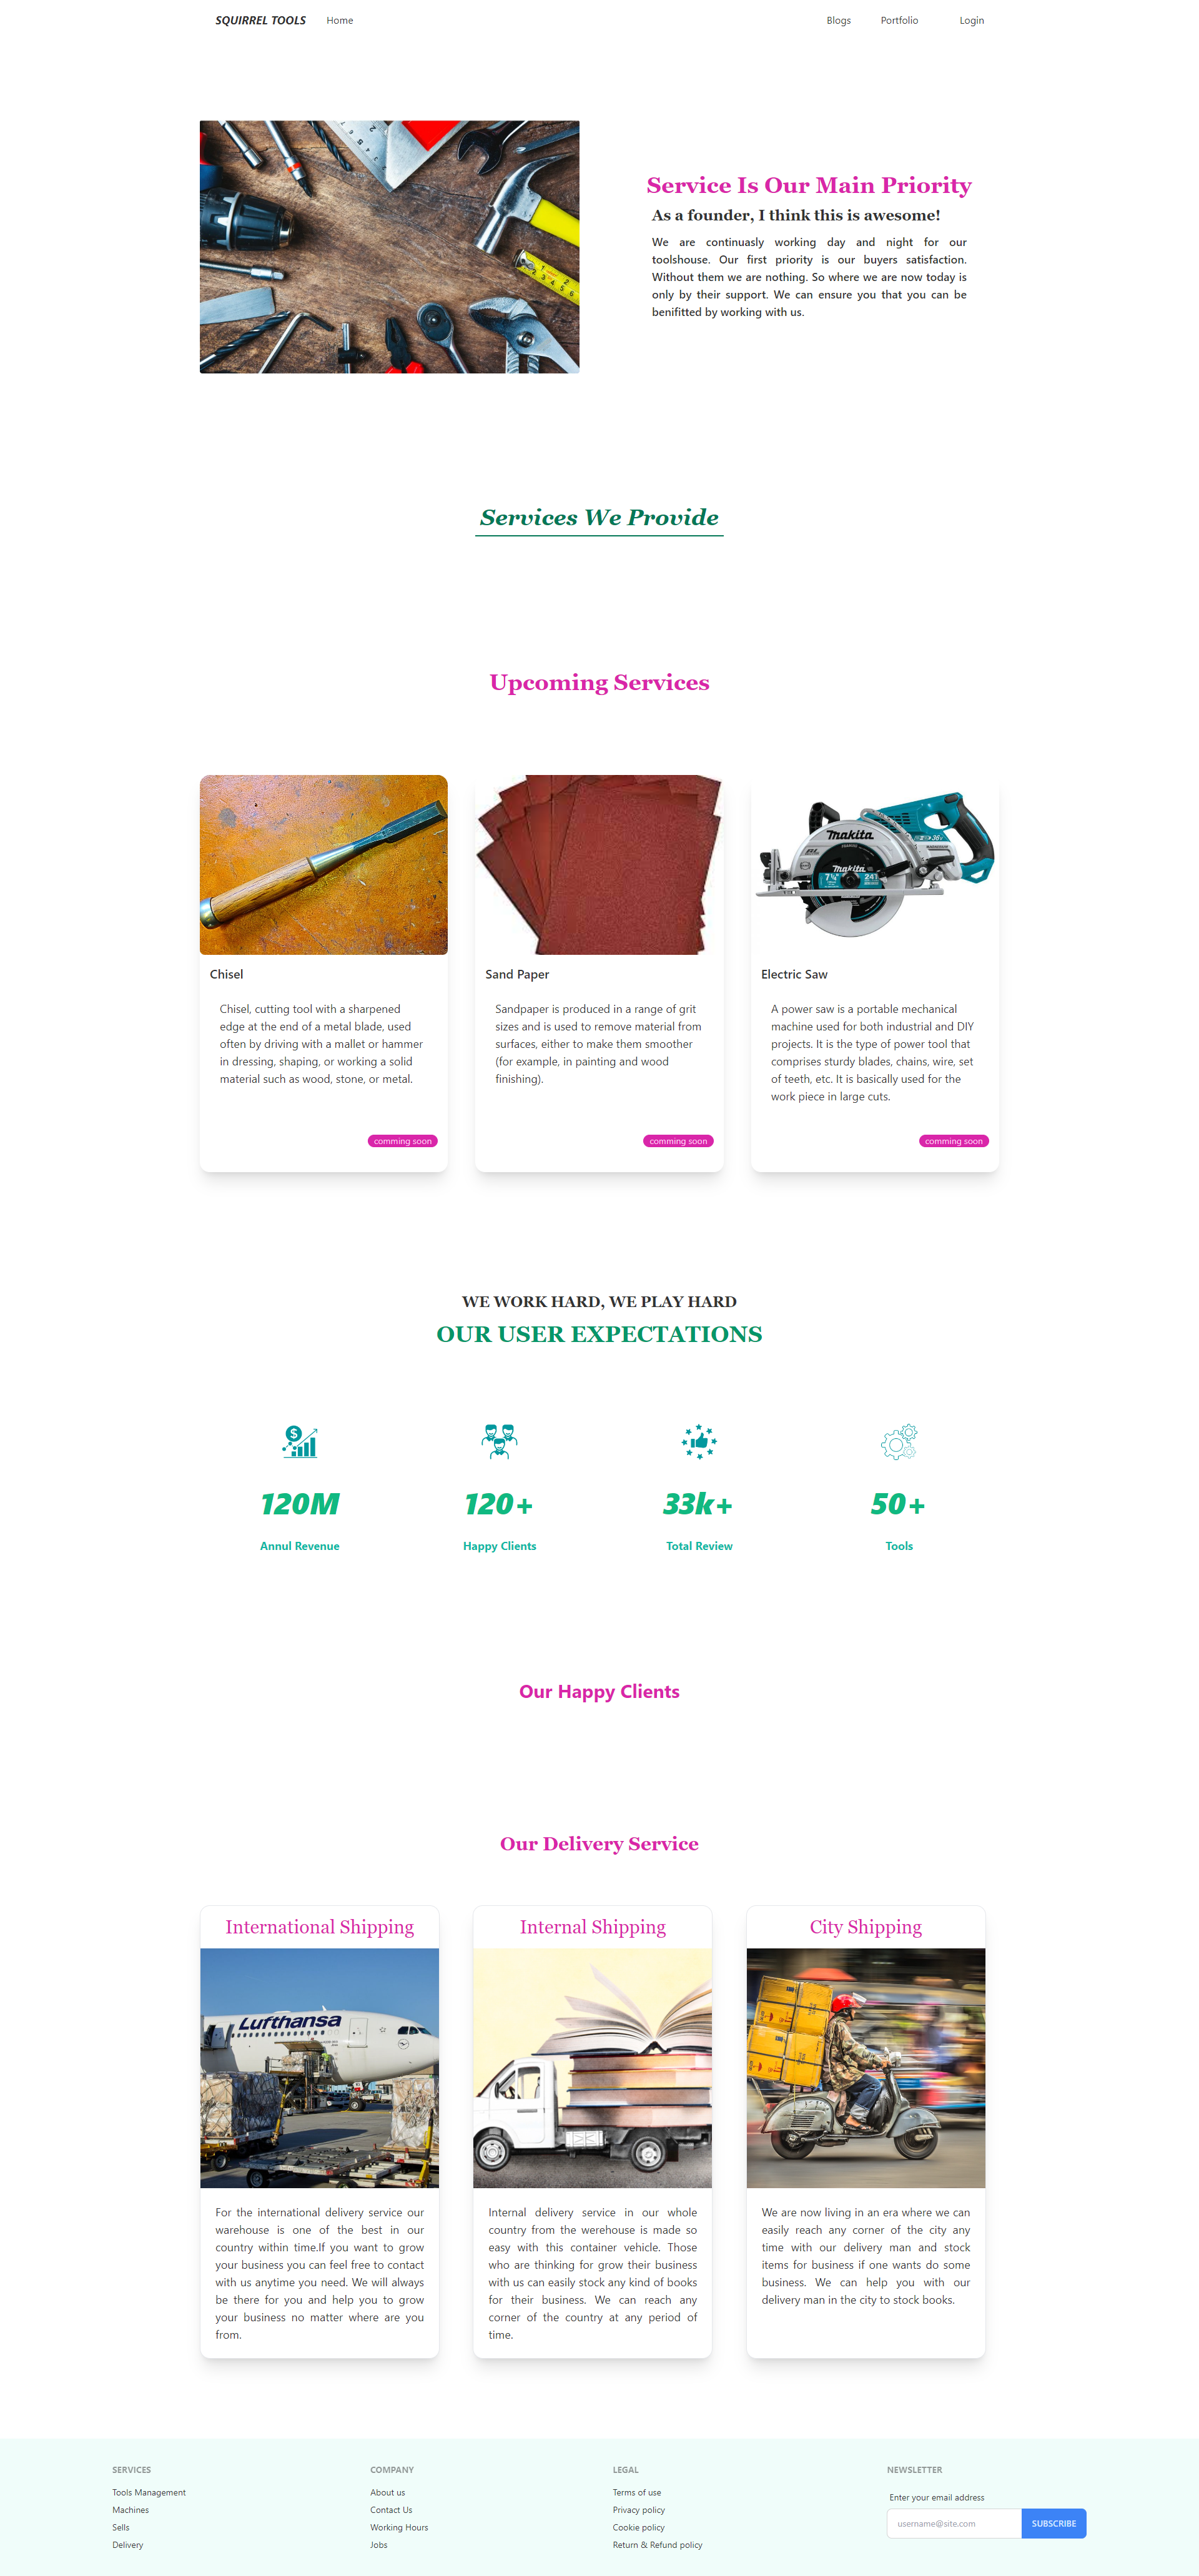 SQUIRREL TOOLS Home Blogs Portfolio Login
Service Is Our Main Priority
As a founder, I think this is awesome!
We are continuasly working day and night for our
toolshouse. Our first priority is our buyers satisfaction.
Without them we are nothing. So where we are now today is
only by their support. We can ensure you that you can be
benifitted by working with us.
Services We Provide
Upcoming Services
makita
makita
7¼"
241
36v
Chisel
Chisel, cutting tool with a sharpened
edge at the end of a metal blade, used
often by driving with a mallet or hammer
in dressing, shaping, or working a solid
material such as wood, stone, or metal.
comming soon
Sand Paper
Sandpaper is produced in a range of grit
sizes and is used to remove material from
surfaces, either to make them smoother
(for example, in painting and wood
finishing).
comming soon
Electric Saw
A power saw is a portable mechanical
machine used for both industrial and DIY
projects. It is the type of power tool that
comprises sturdy blades, chains, wire, set
of teeth, etc. It is basically used for the
work piece in large cuts.
comming soon
WE WORK HARD, WE PLAY HARD
OUR USER EXPECTATIONS
120M
Annul Revenue
120+
Happy Clients
33k+
Total Review
50+
Tools
Our Happy Clients
Our Delivery Service
International Shipping
Lufthansa
For the international delivery service our
warehouse is one of the best in our
country within time.If you want to grow
your business you can feel free to contact
with us anytime you need. We will always
be there for you and help you to grow
your business no matter where are you
from.
Internal Shipping
Internal delivery service in our whole
country from the werehouse is made so
easy with this container vehicle. Those
who are thinking for grow their business
with us can easily stock any kind of books
for their business. We can reach any
corner of the country at any period of
time.
City Shipping
We are now living in an era where we can
easily reach any corner of the city any
time with our delivery man and stock
items for business if one wants do some
business. We can help you with our
delivery man in the city to stock books.
SERVICES
Tools Management
Machines
Sells
Delivery
COMPANY
About us
Contact Us
Working Hours
Jobs
LEGAL
Terms of use
Privacy policy
Cookie policy
Return & Refund policy
NEWSLETTER
Enter your email address
username@site.com SUBSCRIBE